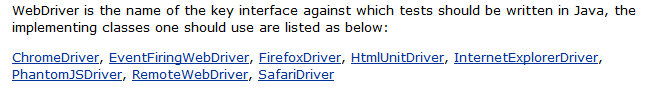 WebDriver is the name of the key interface against which tests should be written in Java, the
implementing classes one should use are listed as below:
ChromeDriver, EventFiringWebDriver, FirefoxDriver, HtmlUnitDriver, InternetExplorerDriver,
PhantomJSDriver, RemoteWebDriver, SafariDriver